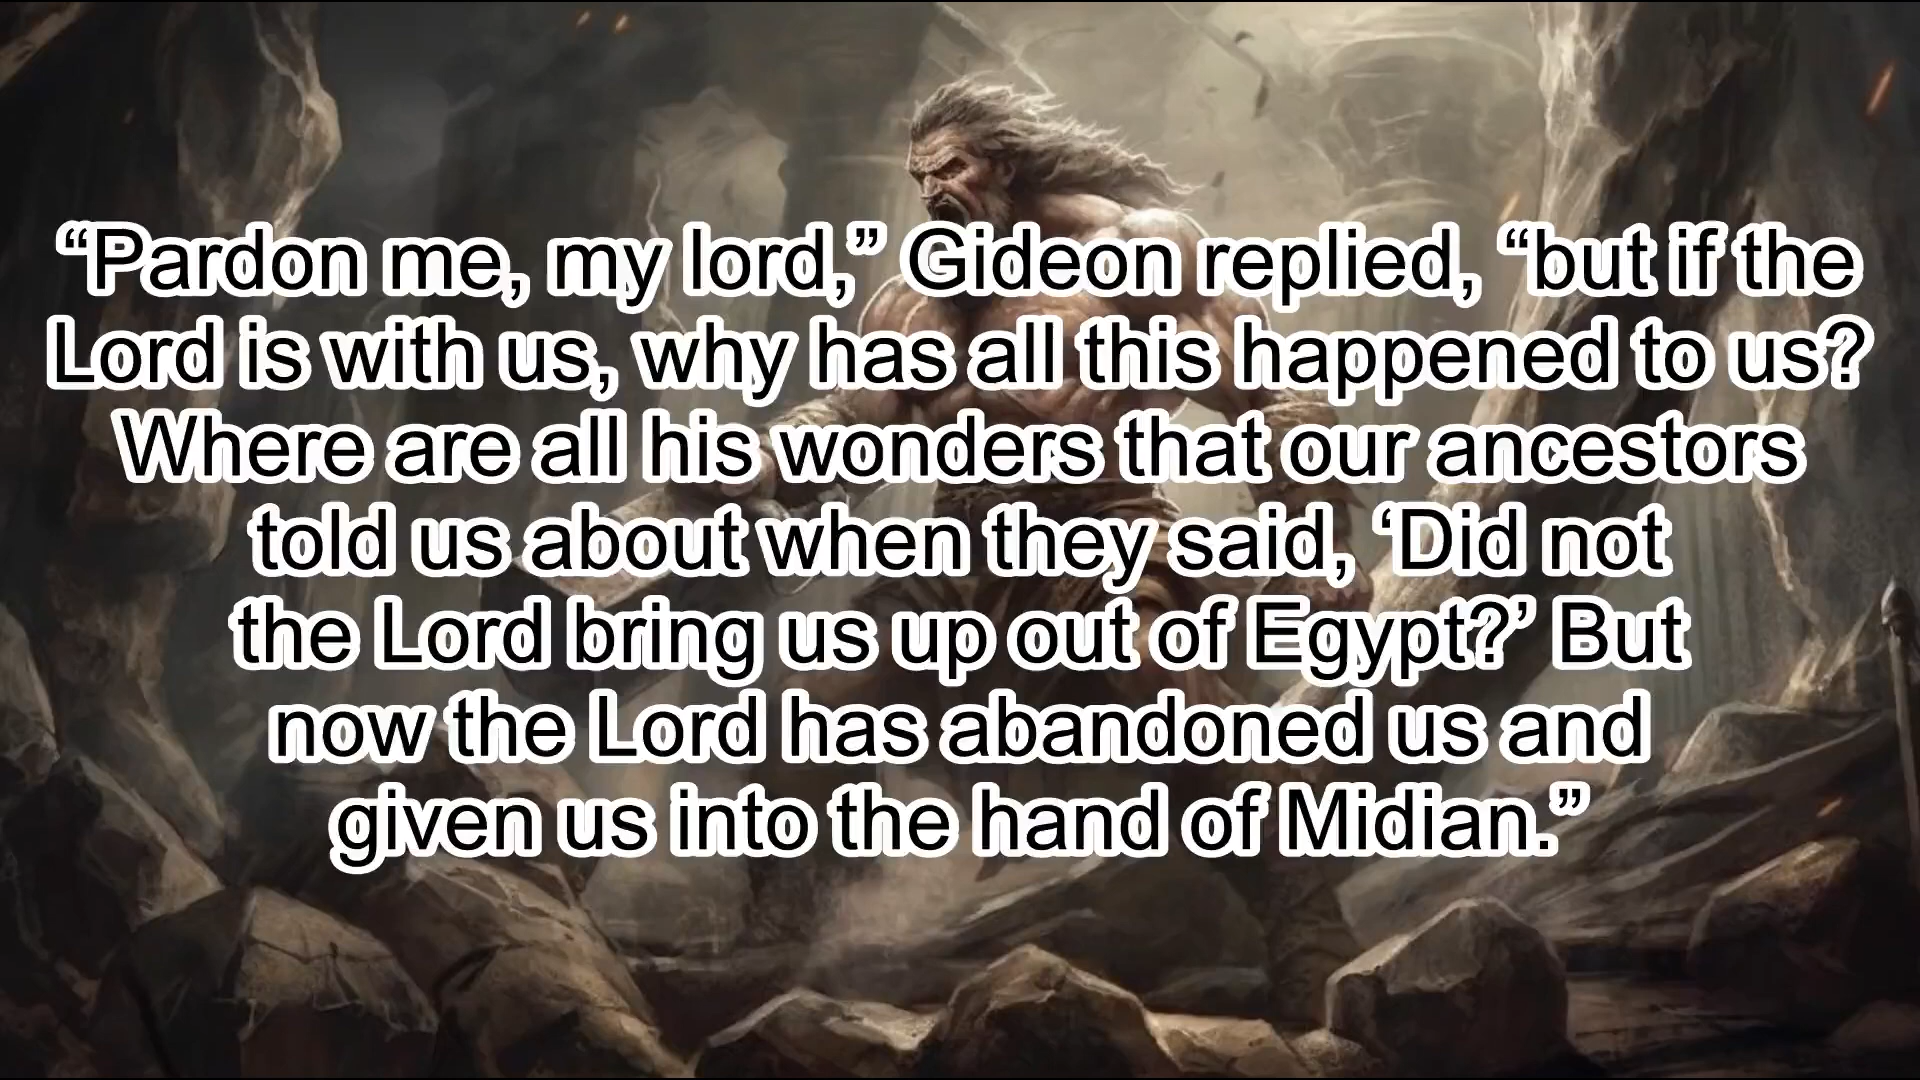 “Pardon me, my lord,” Gideon replied, “but if the
Lord is with us, why has all this happened to us?
Where are all his wonders that our ancestors
told us about when they said, ‘Did not
the Lord bring us up out of Egypt?’ But
now the Lord has abandoned us and
given us into the hand of Midian.”